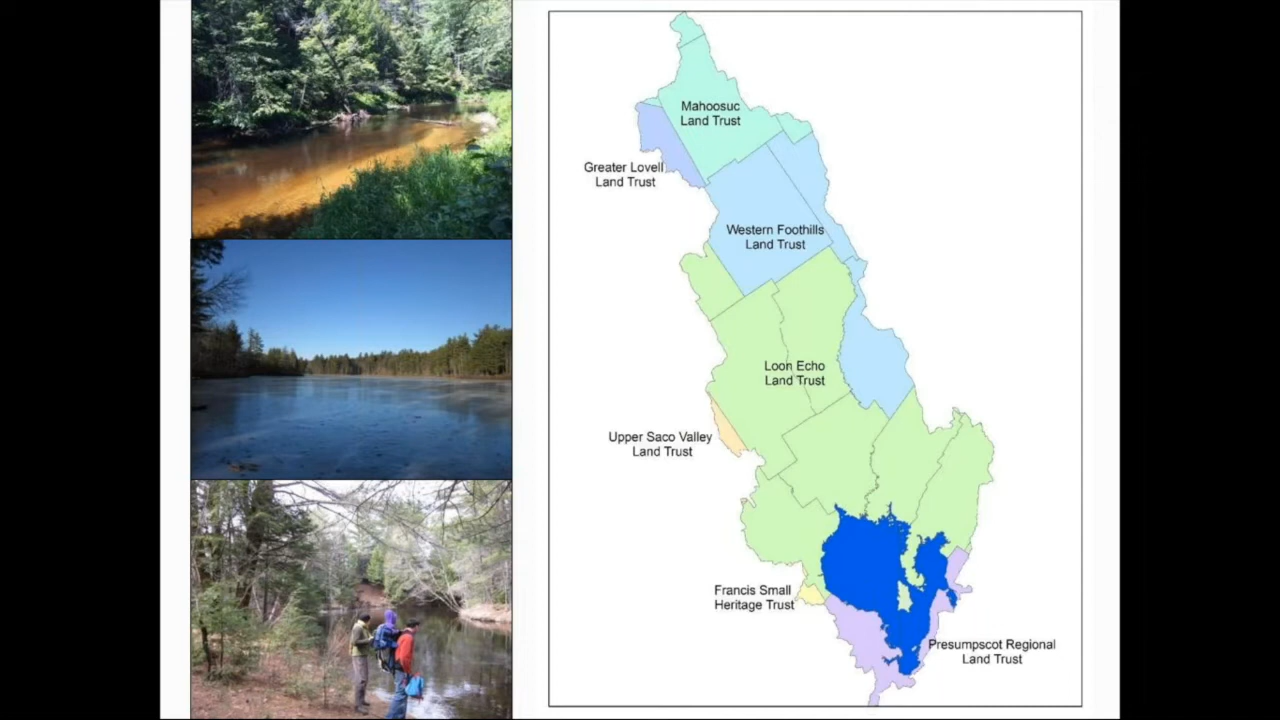 Mahoosuc
Land Trust
Greater Lovell
Land Trust
Western Foothills
Land Trust
Loon Echo
Land Trust
Upper Saco Valley
Land Trust
Francis Small
Heritage Trust
Presumpscot Regional
Land Trust